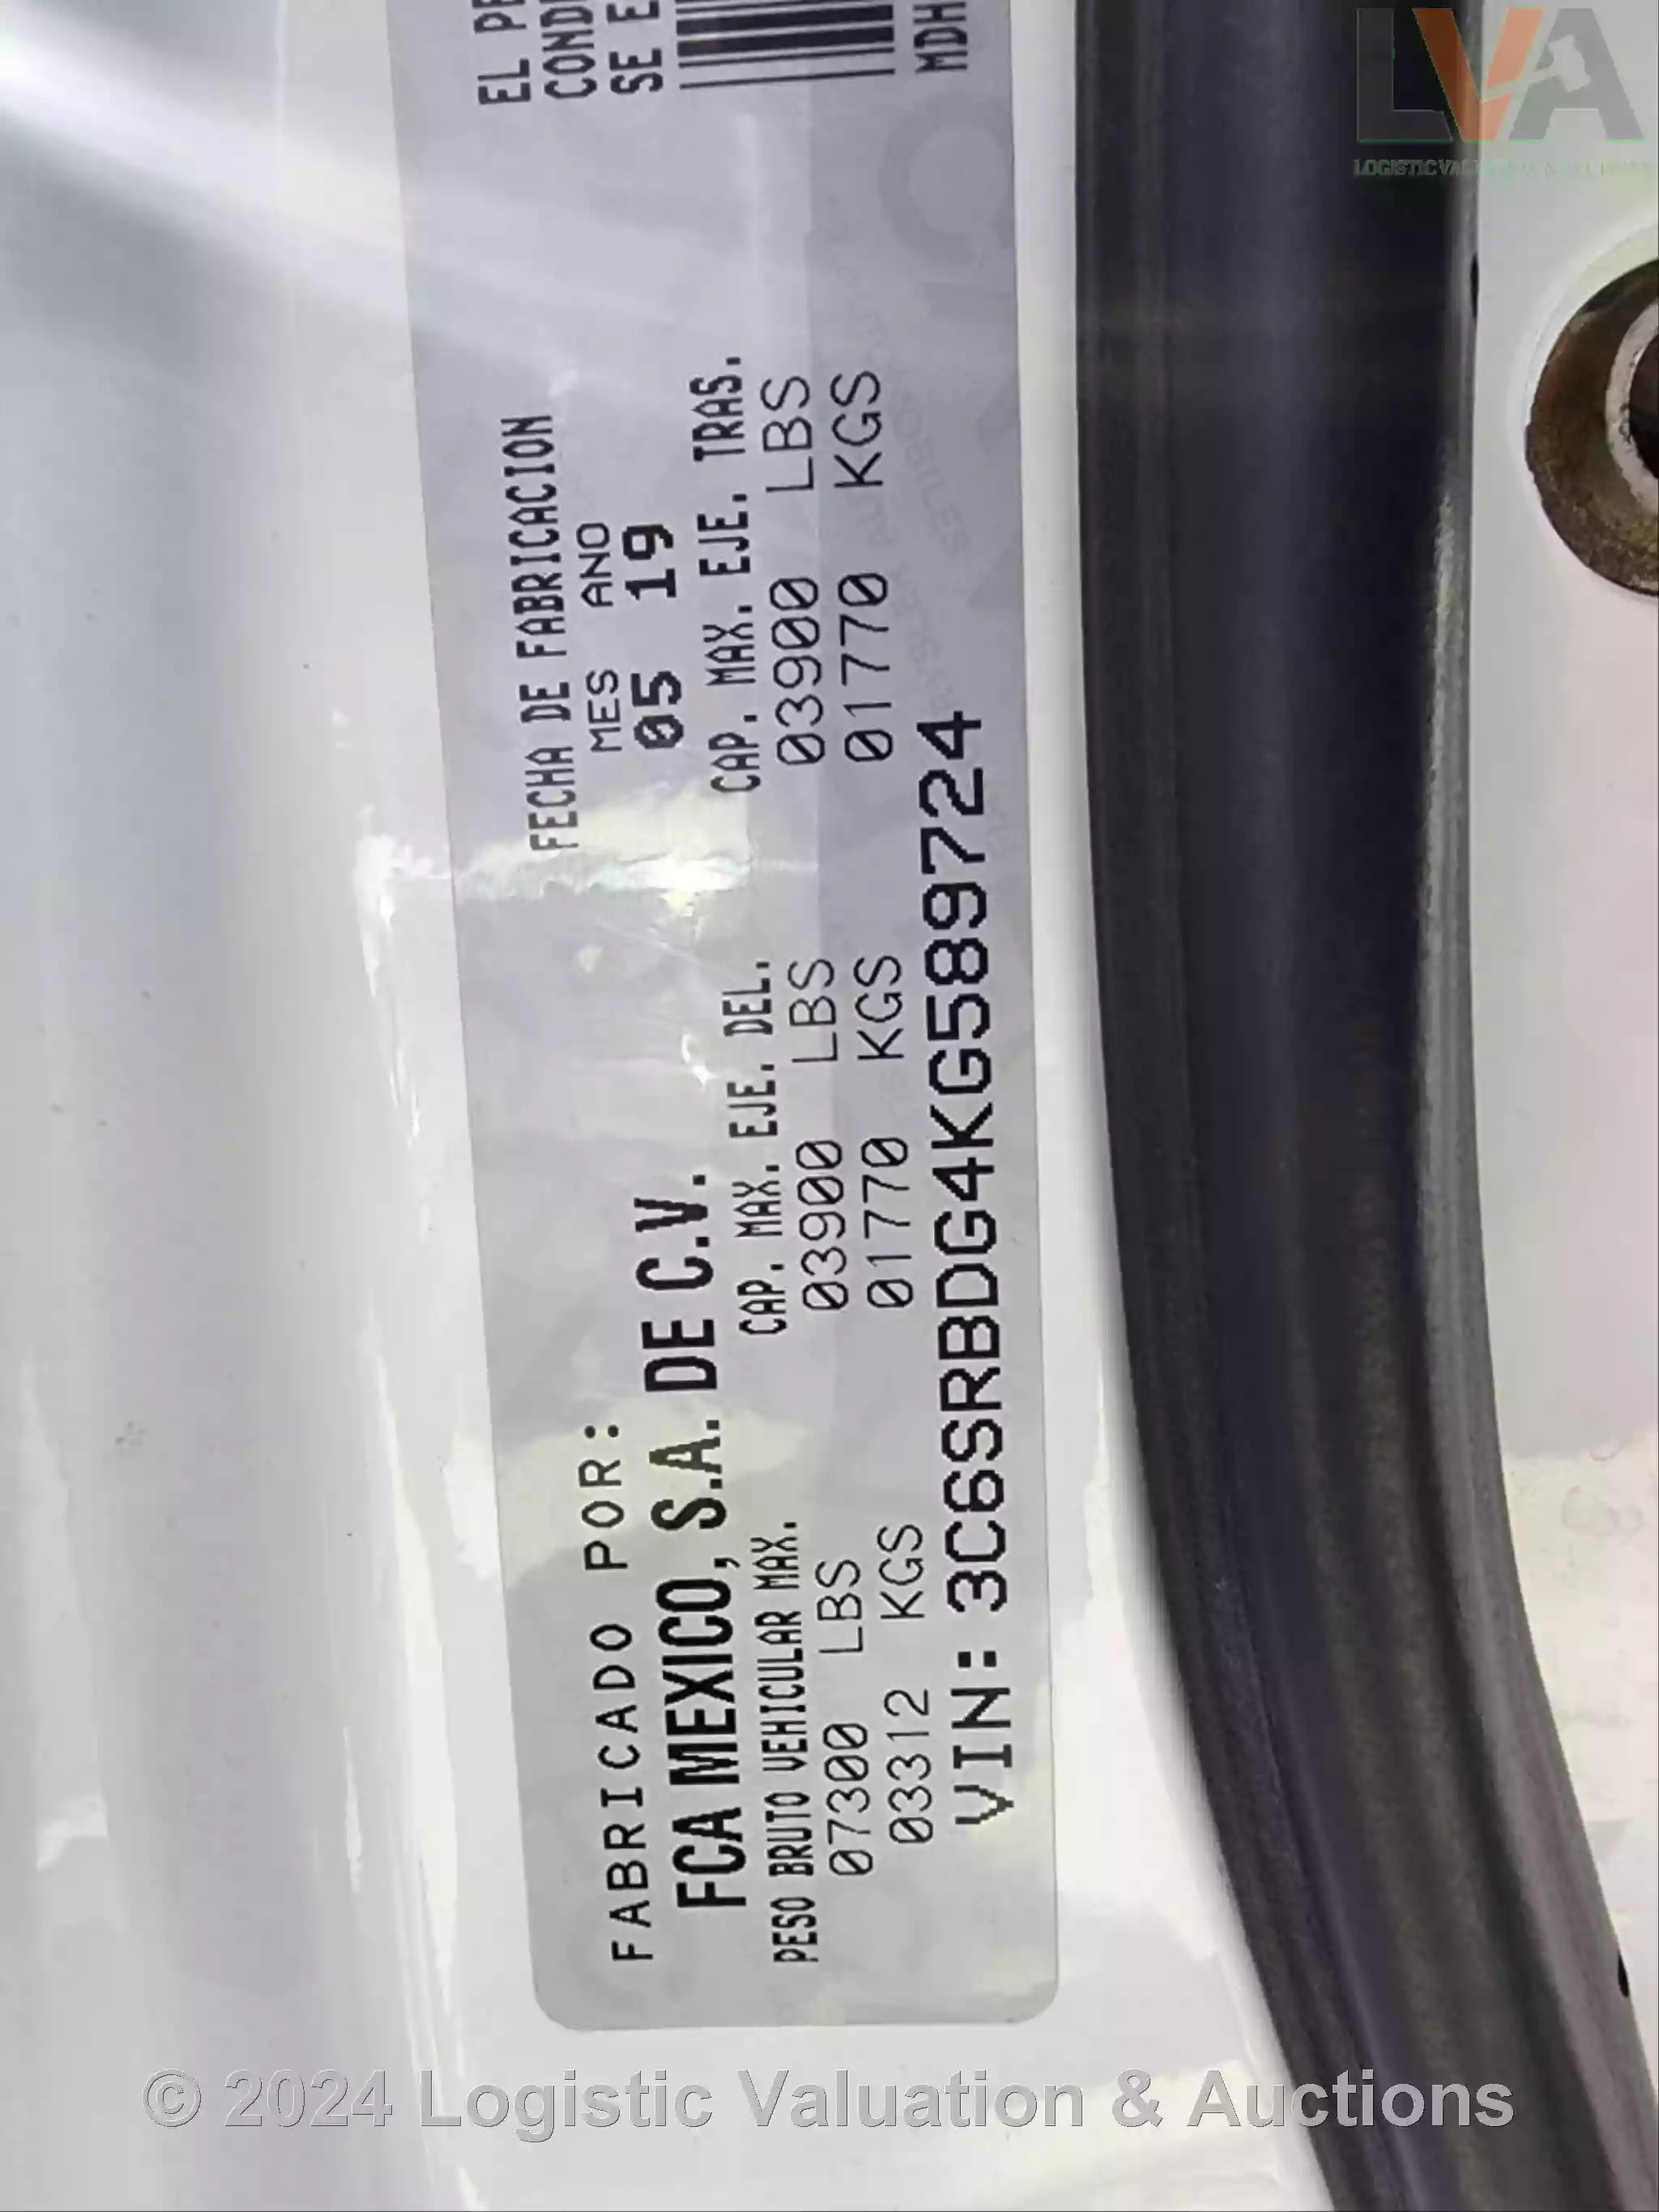 FABRICADO POR:
FCA MEXICO, S.A. DE C.V.
FECHA DE FABRICACION
MES ANO
05 19
PESO BRUTO VEHICULAR MAX.
07300 LBS
03312 KGS
CAP. MAX. EJE. DEL.
03900 LBS
01770 KGS
CAP. MAX. EJE. TRAS.
03900 LBS
01770 KGS
VIN: 3C6SRBDG4KG589724
EL
SE
MDH
LVA
© 2024 Logistic Valuation & Auctions